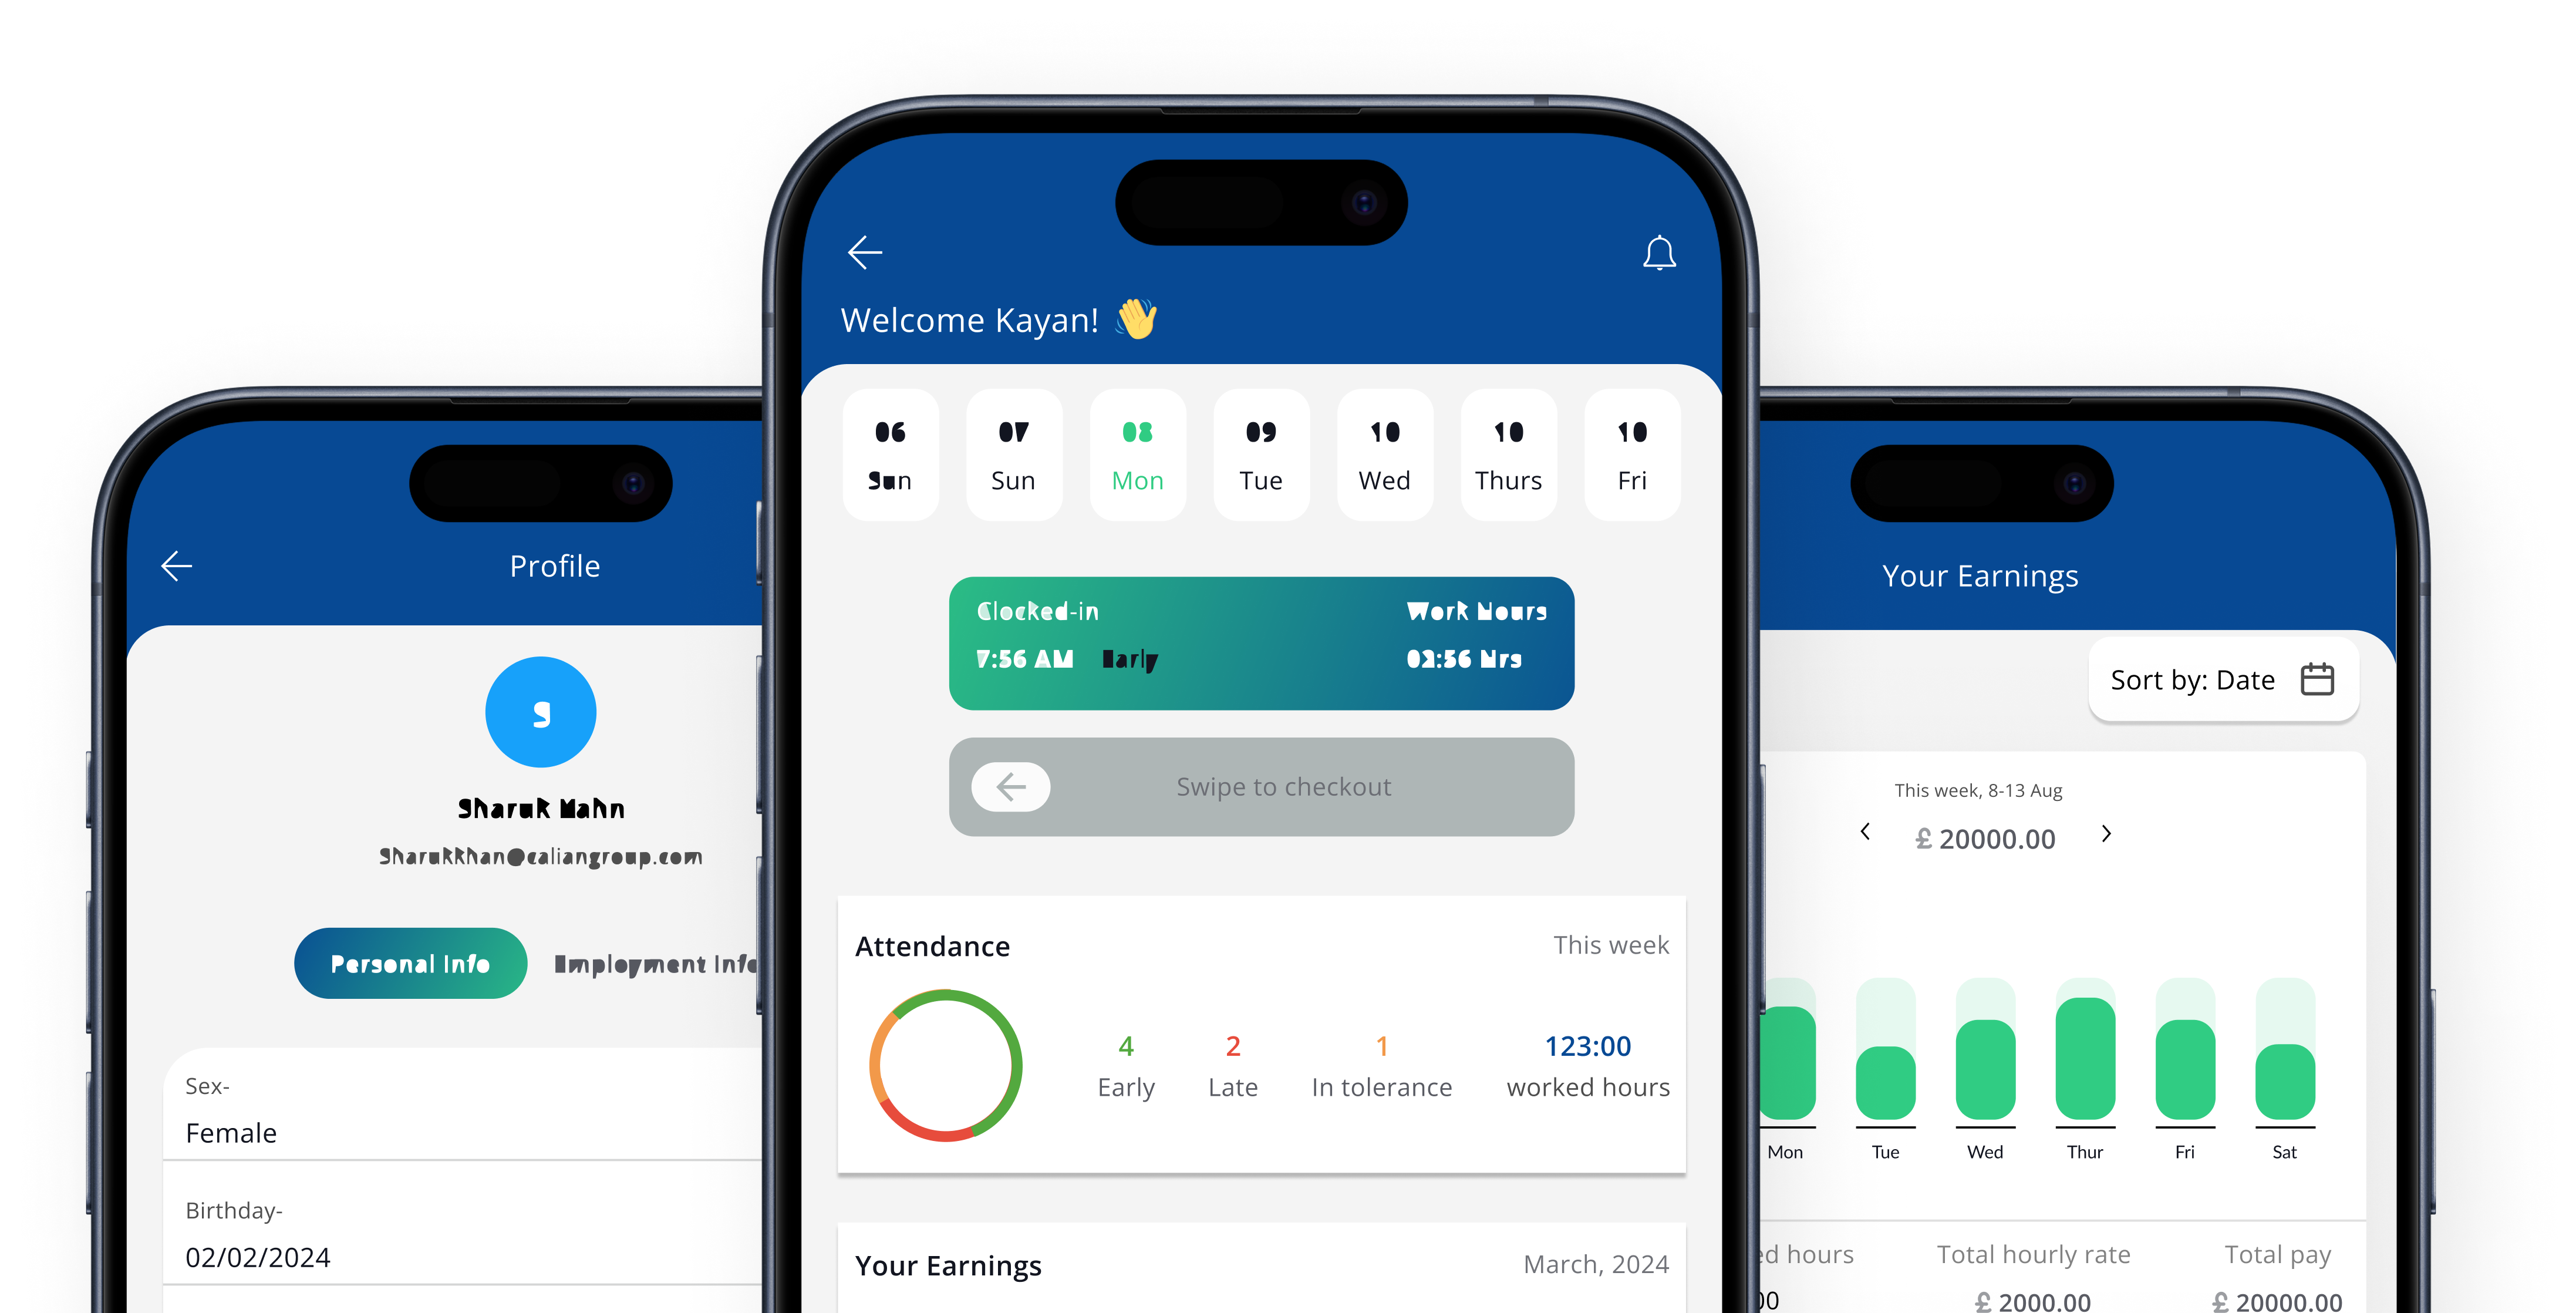 Profile
S
Sharuk
Sharukkhan@caliangroup.com
Personal Info
Employment Info
Sex-
Female
Birthday-
02/02/2024
Welcome Kayan! 👋
06
Sun
07
Sun
08
Mon
09
Tue
10
Wed
10
Thurs
10
Fri
Clocked-in
7:56 AM Early
Work Hours
Hrs
Swipe to checkout
Attendance
This week
4
Early
2
Late
1
In tolerance
123:00
worked hours
Your Earnings
March, 2024
Your Earnings
Sort by: Date
This week, 8-13 Aug
< £ 20000.00 >
Mon Tue Wed Thur Fri Sat
ed hours
00
Total hourly rate
£ 2000.00
Total pay
£ 20000.00